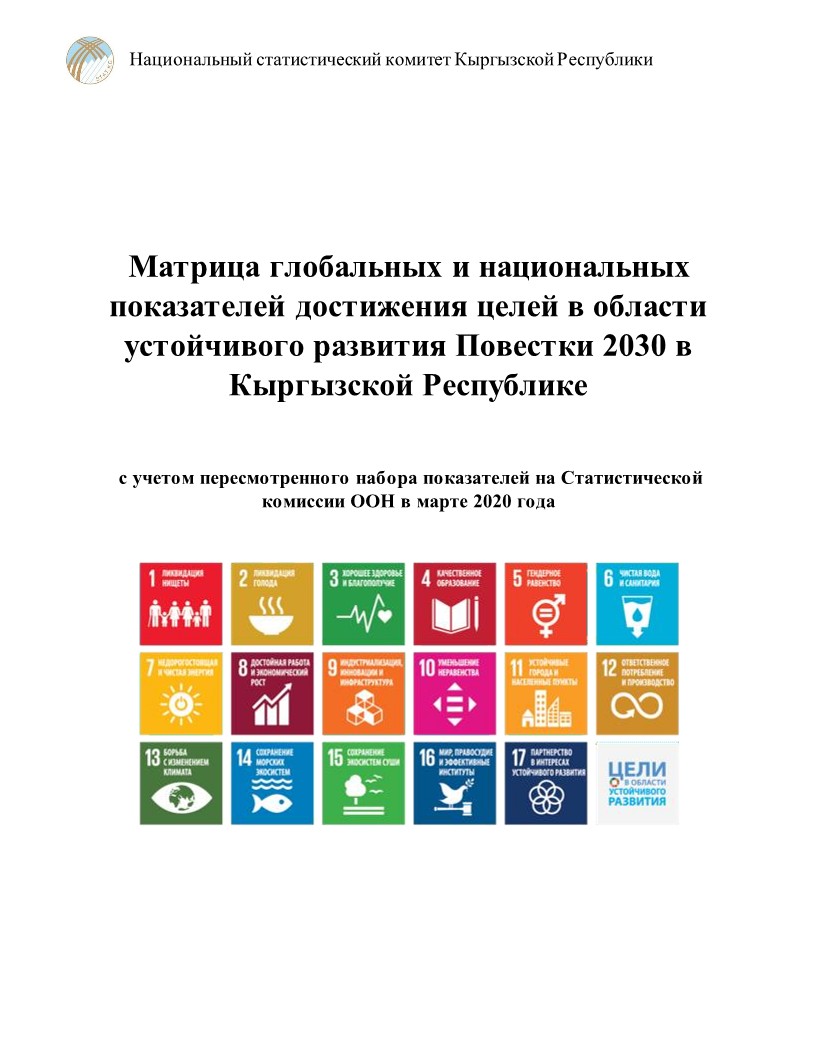 Национальный статистический комитет Кыргызской Республики
Матрица глобальных и национальных
показателей достижения целей в области
устойчивого развития Повестки 2030 в
Кыргызской Республике
с учетом пересмотренного набора показателей на Статистической
комиссии ООН в марте 2020 года
1 ЛИКВИДАЦИЯ
НИЩЕТЫ
2 ЛИКВИДАЦИЯ
ГОЛОДА
3 ХОРОШЕЕ ЗДОРОВЬЕ
И БЛАГОПОЛУЧИЕ
4 КАЧЕСТВЕННОЕ
ОБРАЗОВАНИЕ
5 ГЕНДЕРНОЕ
РАВЕНСТВО
6 ЧИСТАЯ ВОДА
И САНИТАРИЯ
7 НЕДОРОГОСТОЯЩАЯ
И ЧИСТАЯ ЭНЕРГИЯ
8 ДОСТОЙНАЯ РАБОТА
И ЭКОНОМИЧЕСКИЙ
РОСТ
9 ИНДУСТРИАЛИЗАЦИЯ,
ИННОВАЦИИ И
ИНФРАСТРУКТУРА
10 УМЕНЬШЕНИЕ
НЕРАВЕНСТВА
11 УСТОЙЧИВЫЕ
ГОРОДА И
НАСЕЛЕННЫЕ ПУНКТЫ
12 ОТВЕТСТВЕННОЕ
ПОТРЕБЛЕНИЕ
И ПРОИЗВОДСТВО
13 БОРЬБА
С ИЗМЕНЕНИЕМ
КЛИМАТА
14 СОХРАНЕНИЕ
МОРСКИХ
ЭКОСИСТЕМ
15 СОХРАНЕНИЕ
ЭКОСИСТЕМ СУШИ
16 МИР, ПРАВОСУДИЕ
И ЭФФЕКТИВНЫЕ
ИНСТИТУТЫ
17 ПАРТНЕРСТВО
В ИНТЕРЕСАХ
УСТОЙЧИВОГО РАЗВИТИЯ
ЦЕЛИ
В ОБЛАСТИ
УСТОЙЧИВОГО
РАЗВИТИЯ